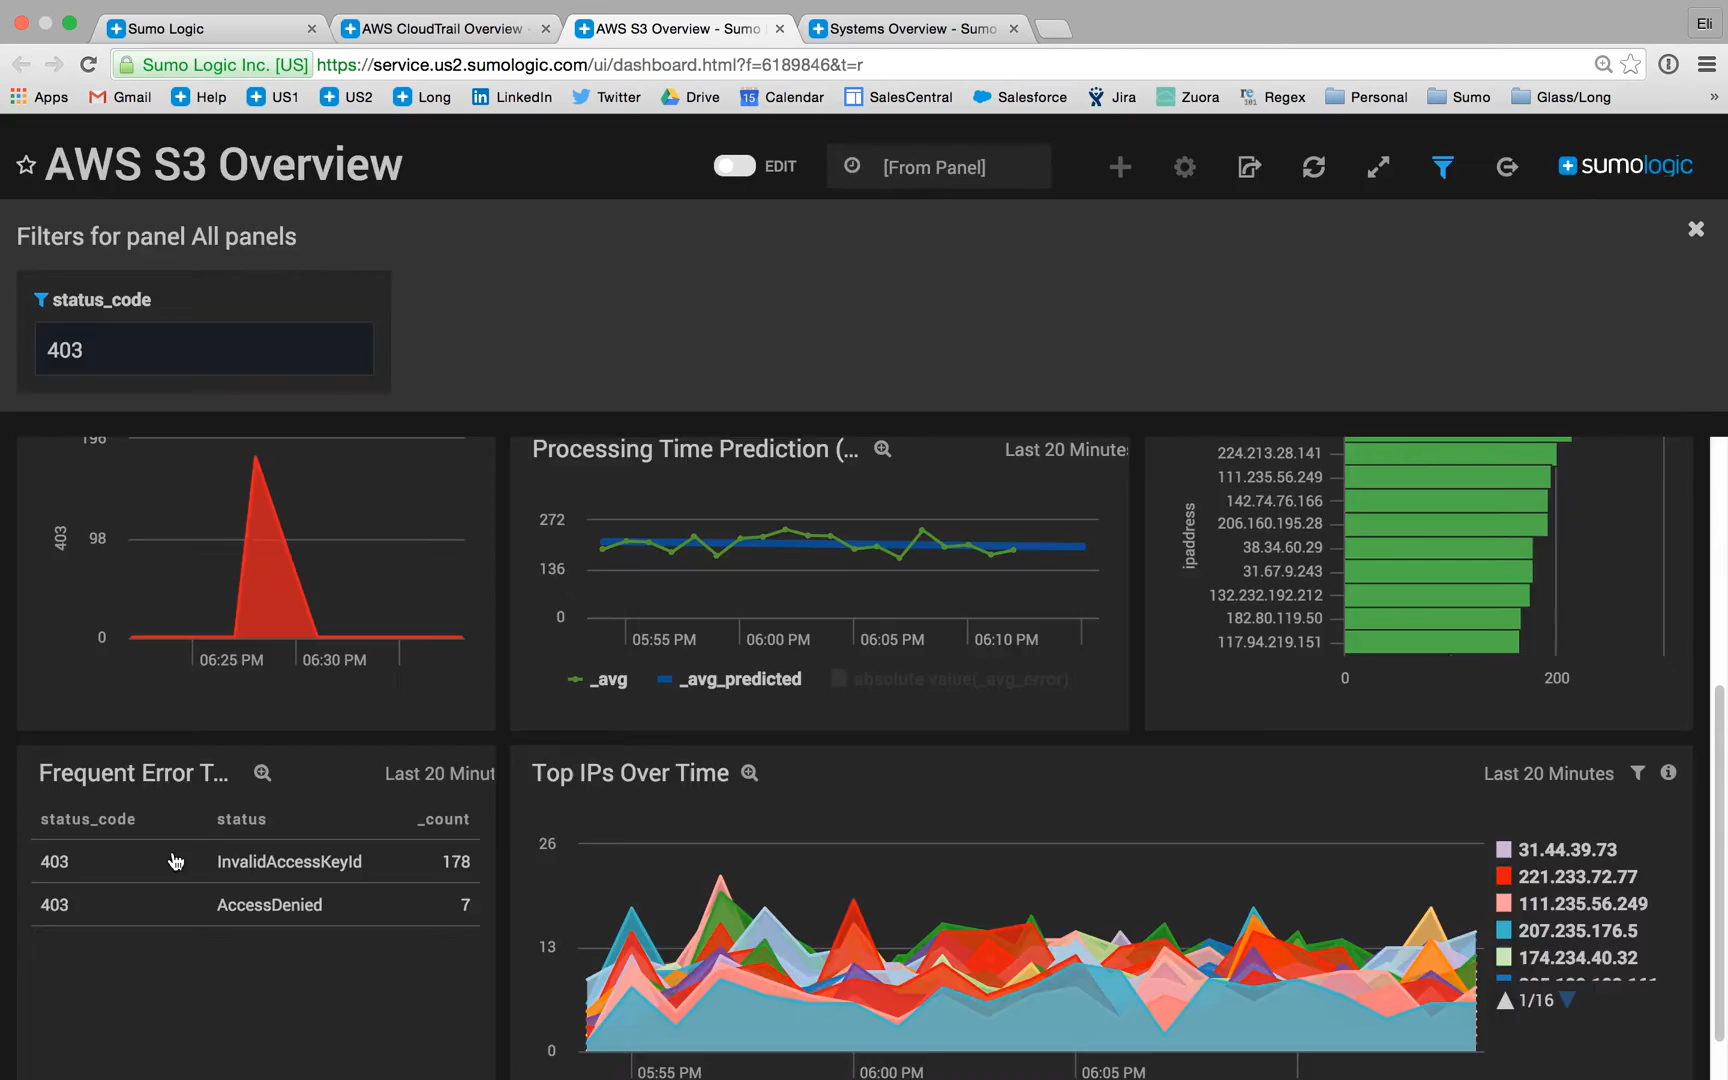 Sumo Logic
AWS CloudTrail Overview -
AWS S3 Overview - Sumo
Systems Overview - Sumo
Eli
Sumo Logic Inc. [US] https://service.us2.sumologic.com/ui/dashboard.html?f=6189846&t=r
Apps Gmail Help US1 US2 Long LinkedIn Twitter Drive 15 Calendar SalesCentral Salesforce Jira Zuora Regex Personal Sumo Glass/Long »
AWS S3 Overview
EDIT
[From Panel]
sumologic
Filters for panel All panels
status_code
403
196
98
0
403
06:25 PM 06:30 PM
Processing Time Prediction (...
Last 20 Minutes
272
136
0
05:55 PM 06:00 PM 06:05 PM 06:10 PM
_avg _avg_predicted absolute value(_avg_error)
ipaddress
224.213.28.141
111.235.56.249
142.74.76.166
206.160.195.28
38.34.60.29
31.67.9.243
132.232.192.212
182.80.119.50
117.94.219.151
0 200
Frequent Error T...
Last 20 Minut
status_code status _count
403 InvalidAccessKeyId 178
403 AccessDenied 7
Top IPs Over Time
Last 20 Minutes
26
13
0
05:55 PM 06:00 PM 06:05 PM
31.44.39.73
221.233.72.77
111.235.56.249
207.235.176.5
174.234.40.32
1/16